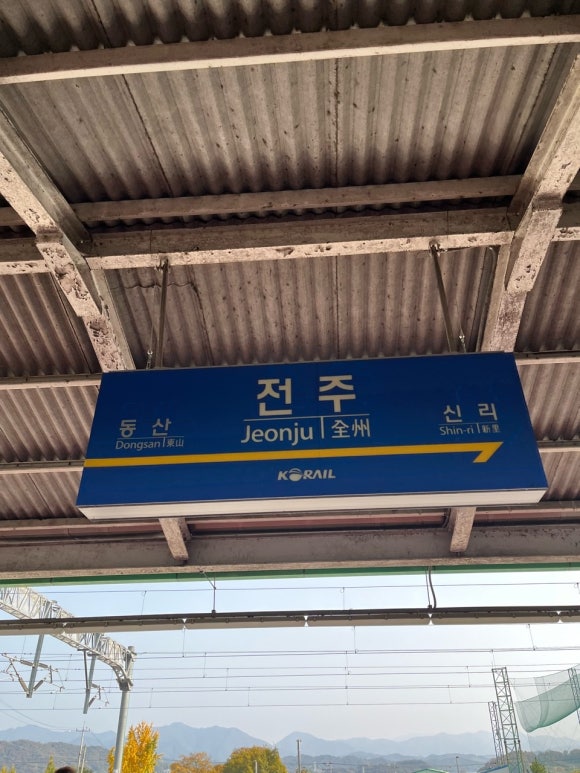 전주
Jeonju 全州
동산
Dongsan 東山
신리
Shin-ri 新里
KORAIL